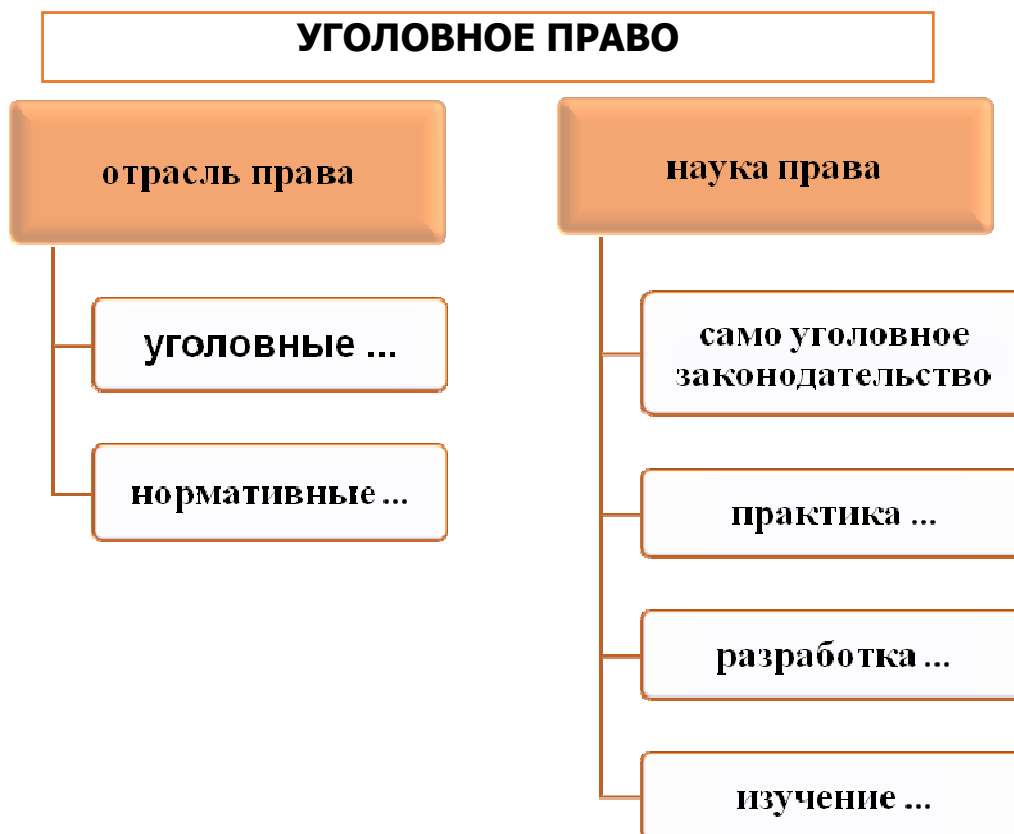 УГОЛОВНОЕ ПРАВО
отрасль права
уголовные ...
нормативные ...
наука права
само уголовное
законодательство
практика ...
разработка ...
изучение ...